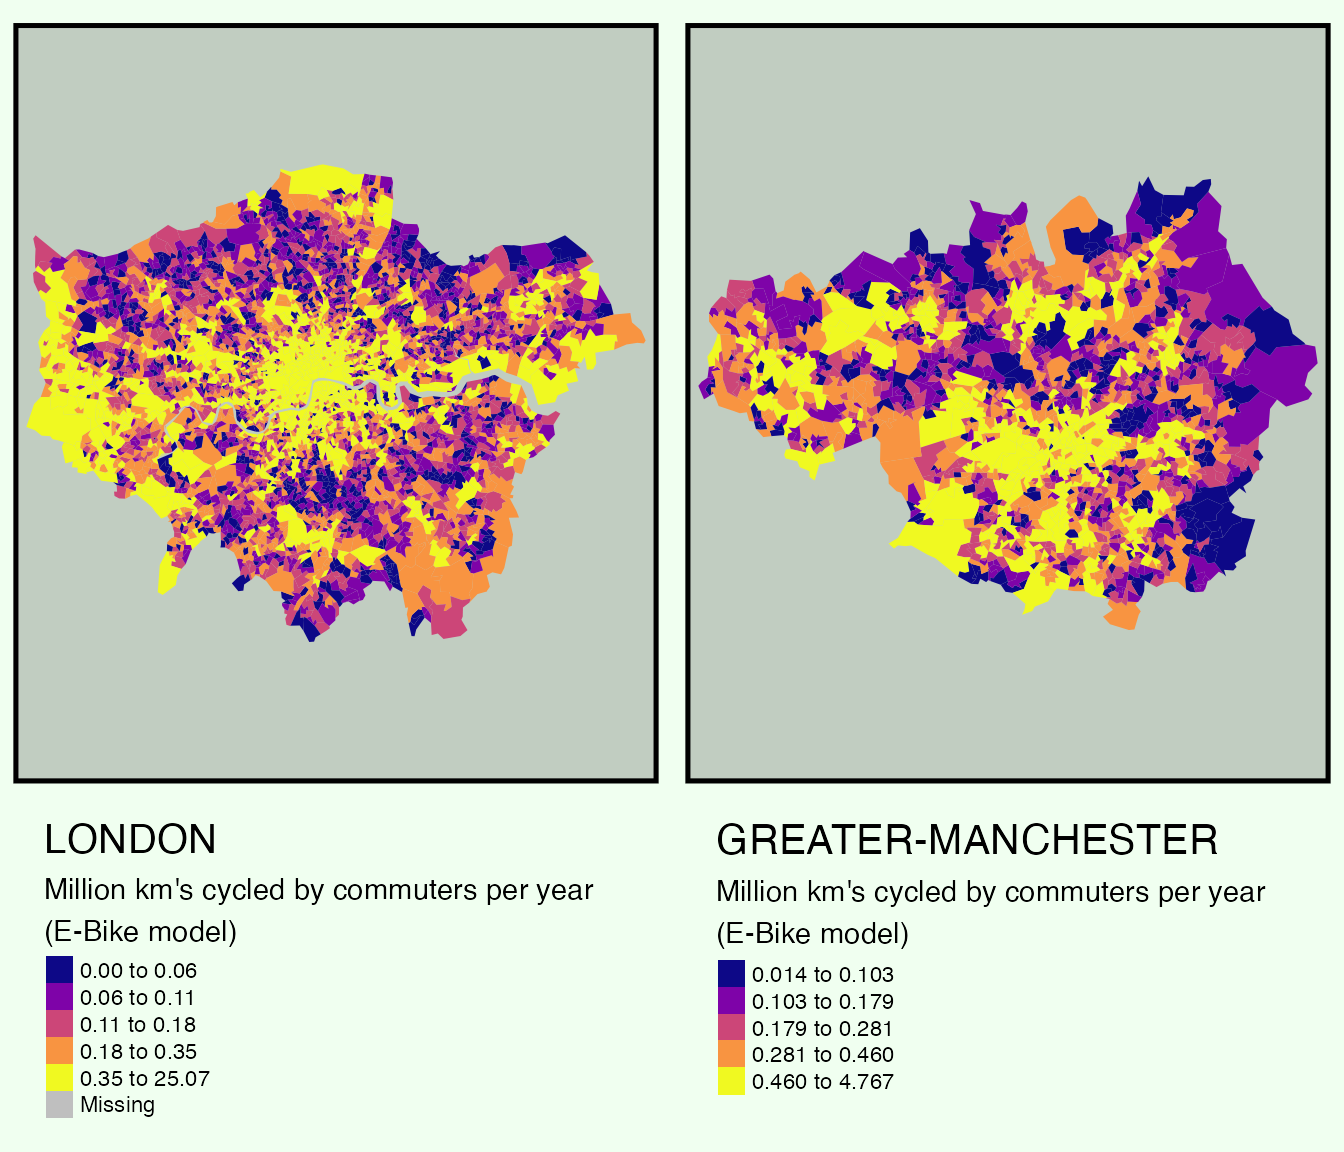 LONDON
Million km's cycled by commuters per year
(E-Bike model)
0.00 to 0.06
0.06 to 0.11
0.11 to 0.18
0.18 to 0.35
0.35 to 25.07
Missing
GREATER-MANCHESTER
Million km's cycled by commuters per year
(E-Bike model)
0.014 to 0.103
0.103 to 0.179
0.179 to 0.281
0.281 to 0.460
0.460 to 4.767